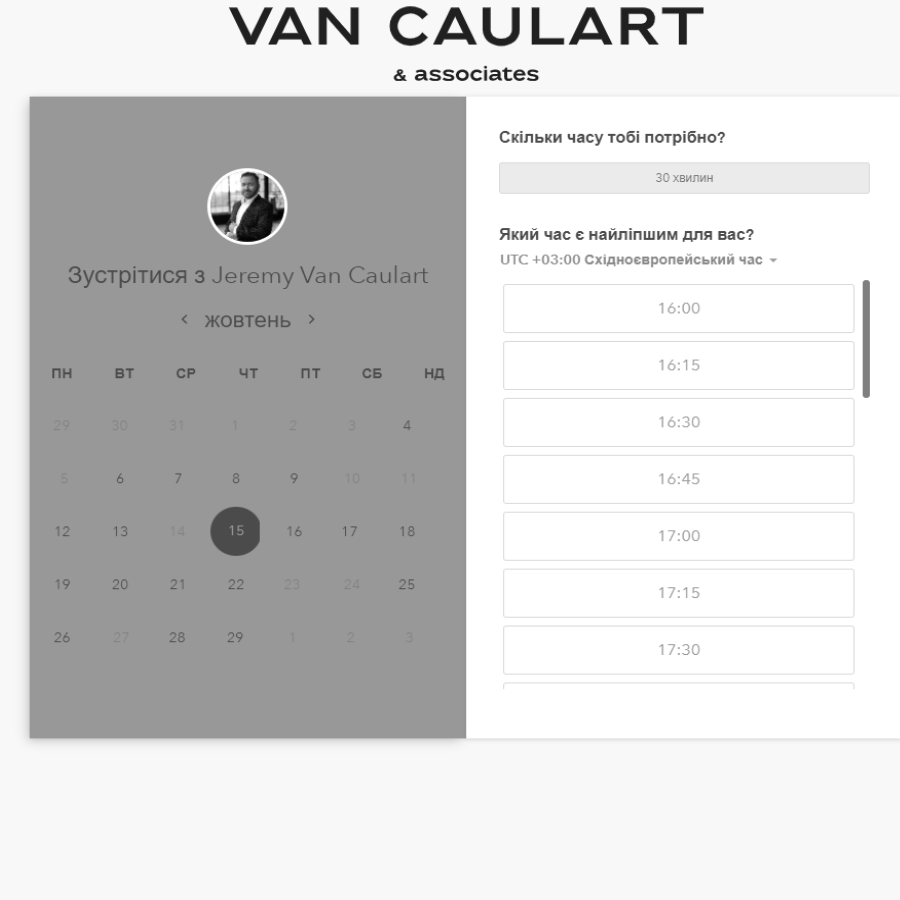 VAN CAULART
& associates
Зустрітися з Jeremy Van Caulart
жовтень
ПН ВТ СР ЧТ ПТ СБ НД
29 30 31 1 2 3 4
5 6 7 8 9 10 11
12 13 14 15 16 17 18
19 20 21 22 23 24 25
26 27 28 29 1 2 3
Скільки часу тобі потрібно?
30 хвилин
Який час є найліпшим для вас?
UTC +03:00 Східноєвропейський час
16:00
16:15
16:30
16:45
17:00
17:15
17:30